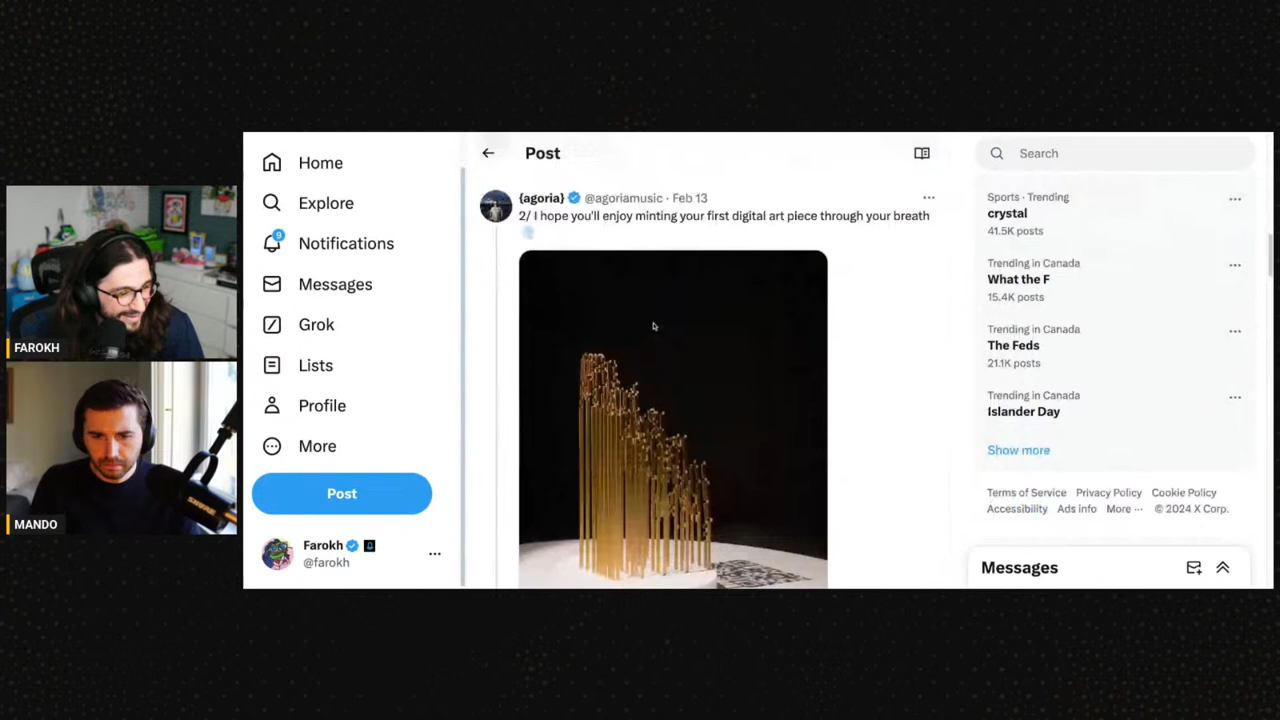 FAROKH
MANDO
Home
Explore
9
Notifications
Messages
Grok
Lists
Profile
More
Post
Farokh
@farokh
Post
{agoria} @agoriamusic · Feb 13
2/ I hope you'll enjoy minting your first digital art piece through your breath
Search
Sports · Trending
crystal
41.5K posts
Trending in Canada
What the F
15.4K posts
Trending in Canada
The Feds
21.1K posts
Trending in Canada
Islander Day
Show more
Terms of Service Privacy Policy Cookie Policy
Accessibility Ads info More ··· © 2024 X Corp.
Messages